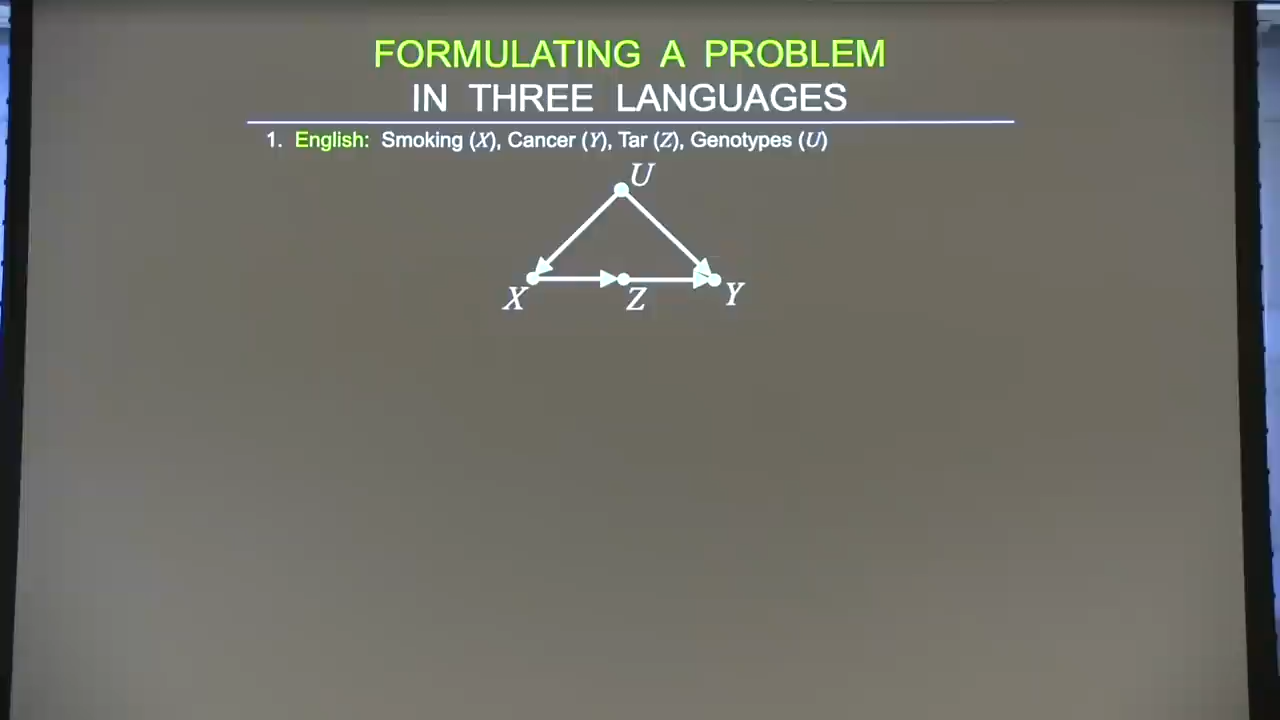 FORMULATING A PROBLEM
IN THREE LANGUAGES
1. English: Smoking (X), Cancer (Y), Tar (Z), Genotypes (U)
U
X
Z
Y